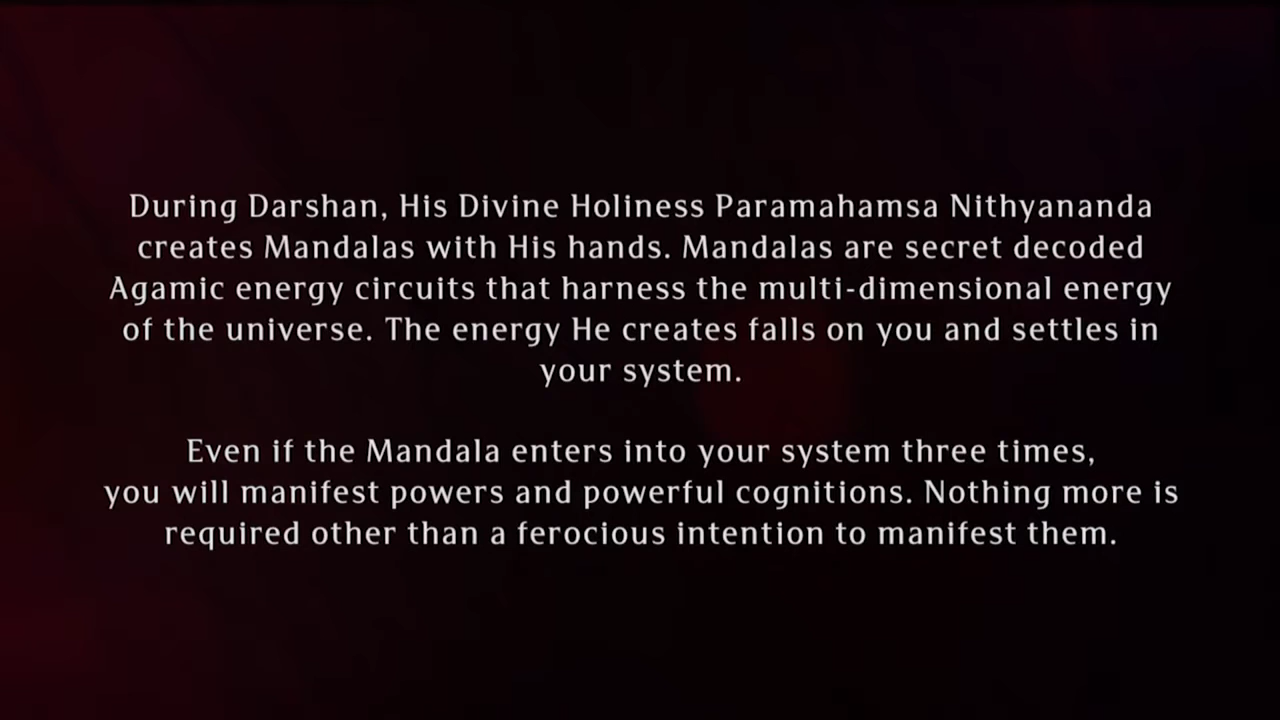 During Darshan, His Divine Holiness Paramahamsa Nithyananda
creates Mandalas with His hands. Mandalas are secret decoded
Agamic energy circuits that harness the multi-dimensional energy
of the universe. The energy He creates falls on you and settles in
your system.
Even if the Mandala enters into your system three times,
you will manifest powers and powerful cognitions. Nothing more is
required other than a ferocious intention to manifest them.